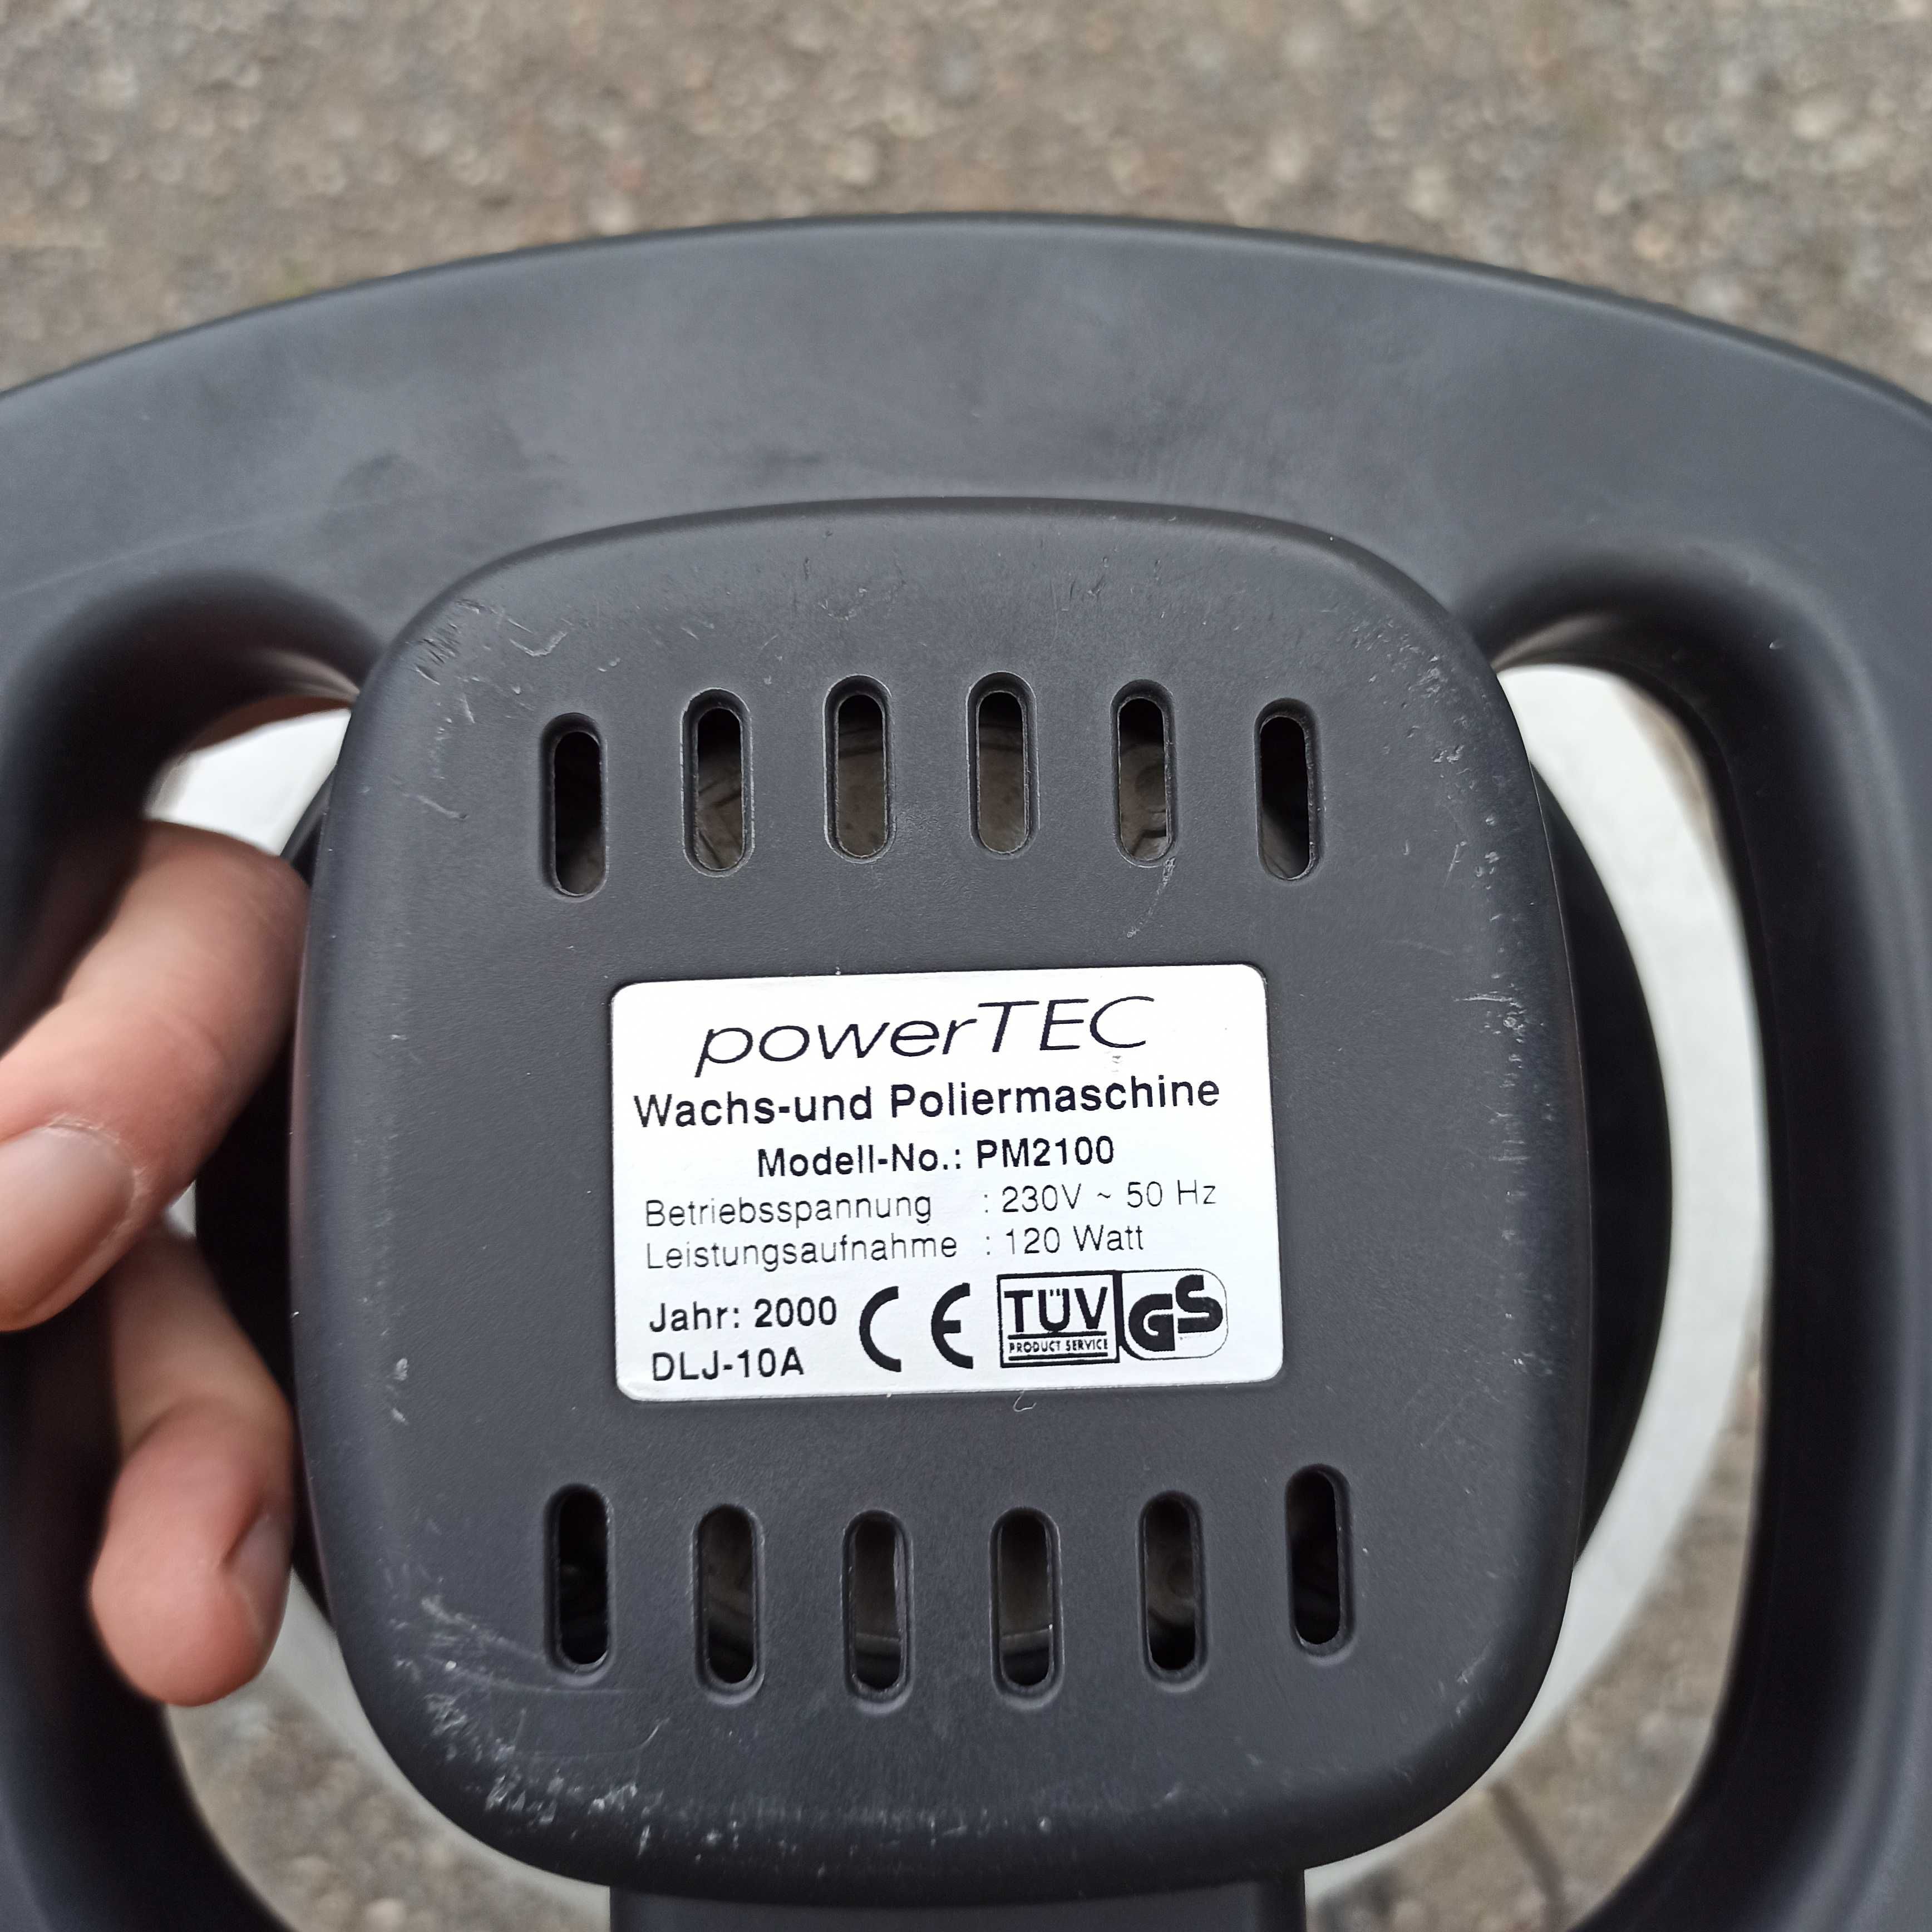 powerTEC
Wachs-und Poliermaschine
Modell-No.: PM2100
Betriebsspannung : 230V ~ 50 Hz
Leistungsaufnahme : 120 Watt
Jahr: 2000
DLJ-10A
CE
TÜV
PRODUCT SERVICE
GS